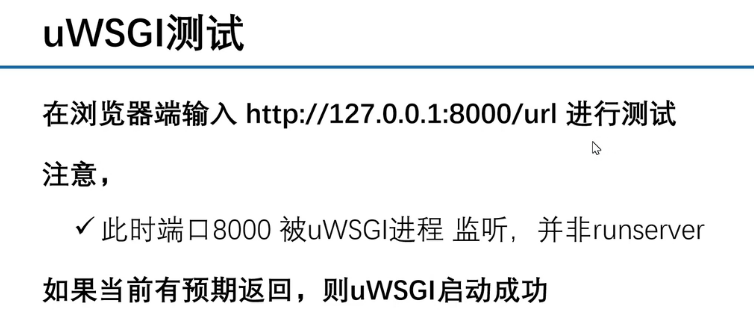 uWSGI测试
在浏览器端输入 http://127.0.0.1:8000/url 进行测试
注意，
✓ 此时端口8000 被uWSGI进程 监听，并非runserver
如果当前有预期返回，则uWSGI启动成功